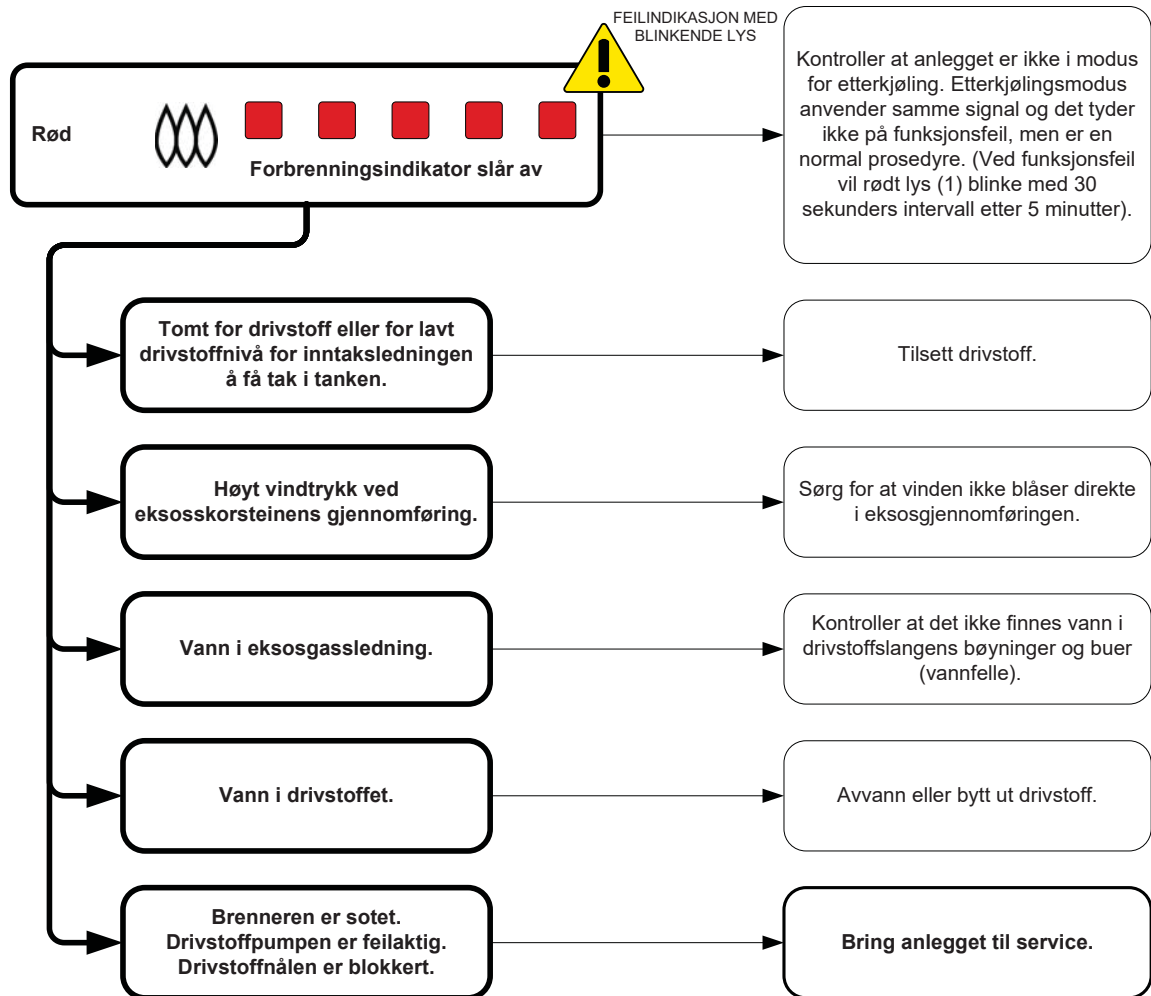 FEILINDIKASJON MED
BLINKENDE LYS
Rød
Forbrenningsindikator slår av
Kontroller at anlegget er ikke i modus
for etterkjøling. Etterkjølingsmodus
anvender samme signal og det tyder
ikke på funksjonsfeil, men er en
normal prosedyre. (Ved funksjonsfeil
vil rødt lys (1) blinke med 30
sekunders intervall etter 5 minutter).
Tomt for drivstoff eller for lavt
drivstoffnivå for inntaksledningen
å få tak i tanken.
Tilsett drivstoff.
Høyt vindtrykk ved
eksosskorsteinens gjennomføring.
Sørg for at vinden ikke blåser direkte
i eksosgjennomføringen.
Vann i eksosgassledning.
Kontroller at det ikke finnes vann i
drivstoffslangens bøyninger og buer
(vannfelle).
Vann i drivstoffet.
Avvann eller bytt ut drivstoff.
Brenneren er sotet.
Drivstoffpumpen er feilaktig.
Drivstoffnålen er blokkert.
Bring anlegget til service.